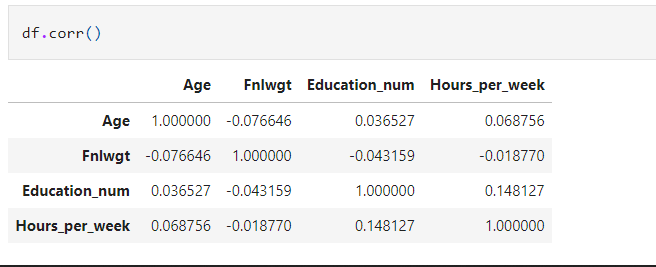 df.corr()
Age Fnlwgt Education_num Hours_per_week
Age 1.000000 -0.076646 0.036527 0.068756
Fnlwgt -0.076646 1.000000 -0.043159 -0.018770
Education_num 0.036527 -0.043159 1.000000 0.148127
Hours_per_week 0.068756 -0.018770 0.148127 1.000000